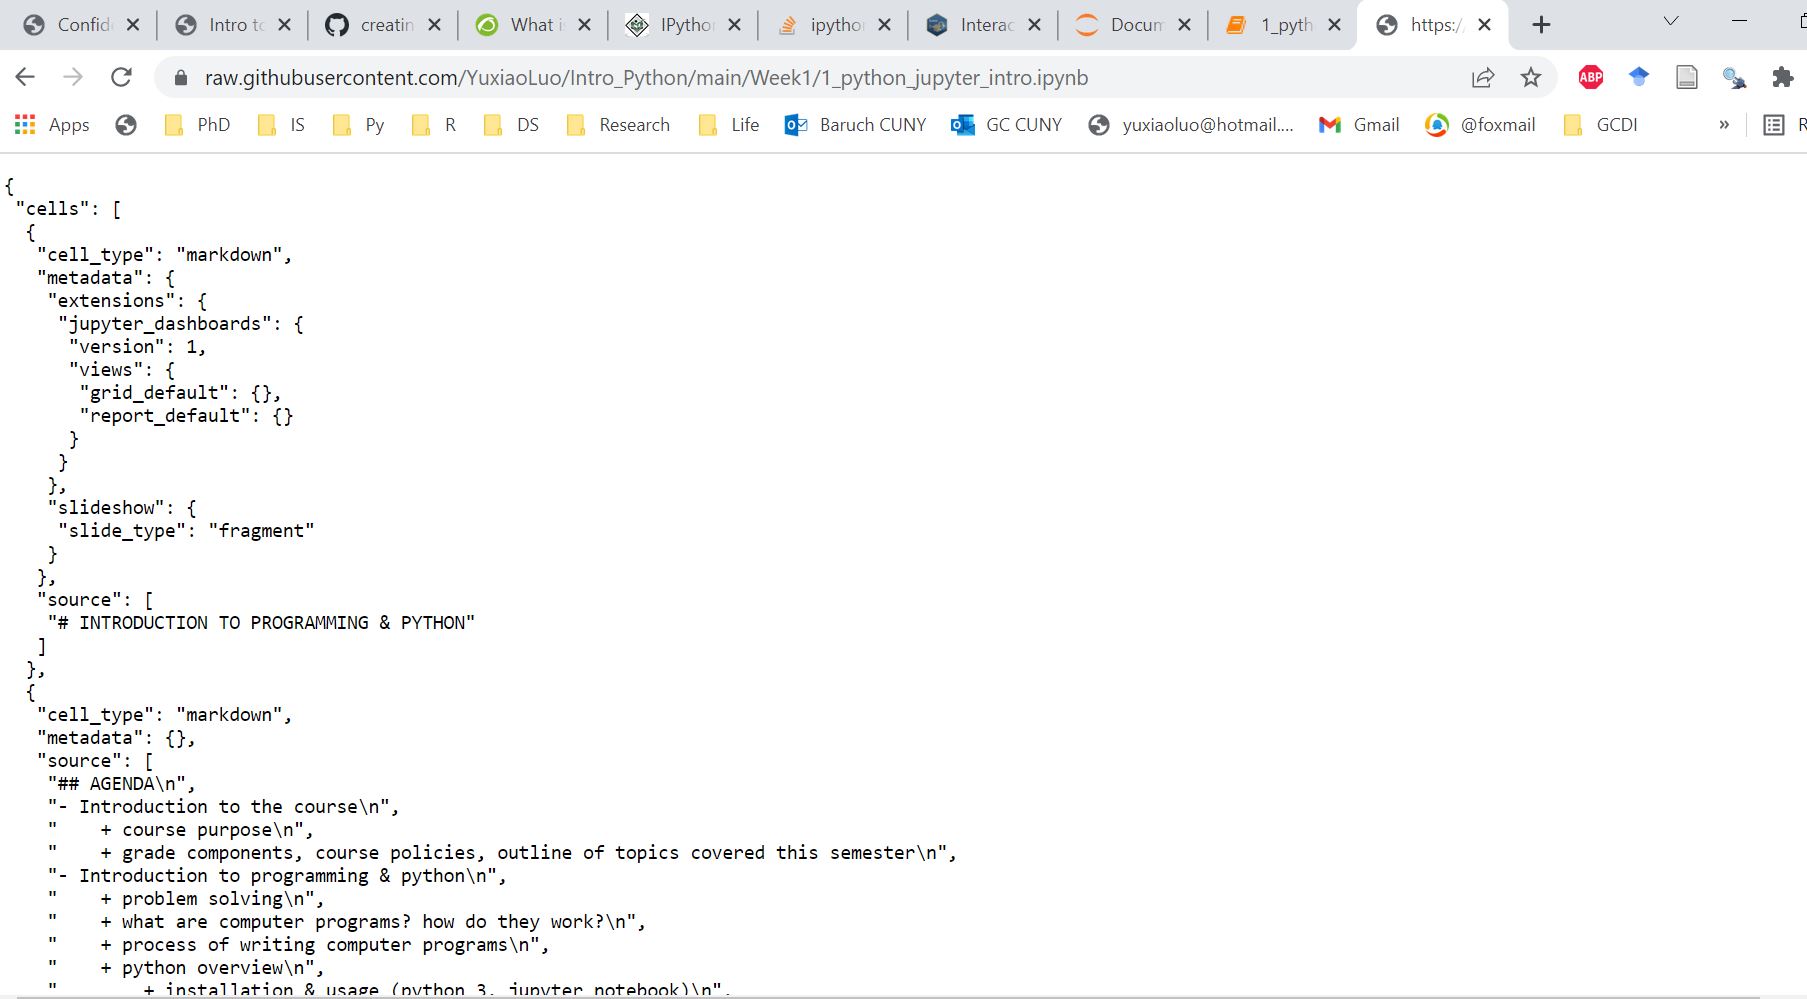 Confid Intro to creatin What is IPython ipython Interac Docum 1_pyth https:/
raw.githubusercontent.com/YuxiaoLuo/Intro_Python/main/Week1/1_python_jupyter_intro.ipynb
ABP
Apps PhD IS Py R DS Research Life Baruch CUNY GC CUNY yuxiaoluo@hotmail.... Gmail @foxmail GCDI » R
{
"cells": [
{
"cell_type": "markdown",
"metadata": {
"extensions": {
"jupyter_dashboards": {
"version": 1,
"views": {
"grid_default": {},
"report_default": {}
}
}
},
"slideshow": {
"slide_type": "fragment"
}
},
"source": [
"# INTRODUCTION TO PROGRAMMING & PYTHON"
]
},
{
"cell_type": "markdown",
"metadata": {},
"source": [
"## AGENDA\n",
"- Introduction to the course\n",
"    + course purpose\n",
"    + grade components, course policies, outline of topics covered this semester\n",
"- Introduction to programming & python\n",
"    + problem solving\n",
"    + what are computer programs? how do they work?\n",
"    + process of writing computer programs\n",
"    + python overview\n",
"        + installation & usage (python 3, jupyter notebook)\n",